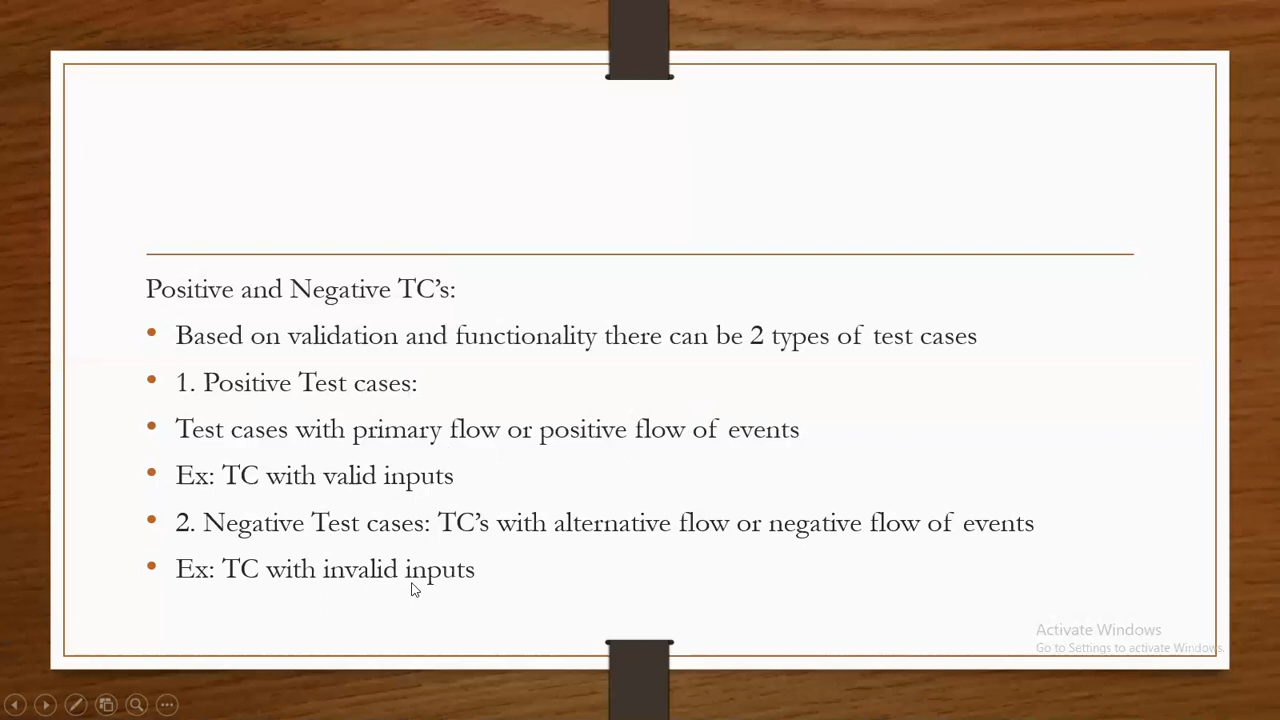 Positive and Negative TC’s:
Based on validation and functionality there can be 2 types of test cases
1. Positive Test cases:
Test cases with primary flow or positive flow of events
Ex: TC with valid inputs
2. Negative Test cases: TC’s with alternative flow or negative flow of events
Ex: TC with invalid inputs
Activate Windows
Go to Settings to activate Windows.